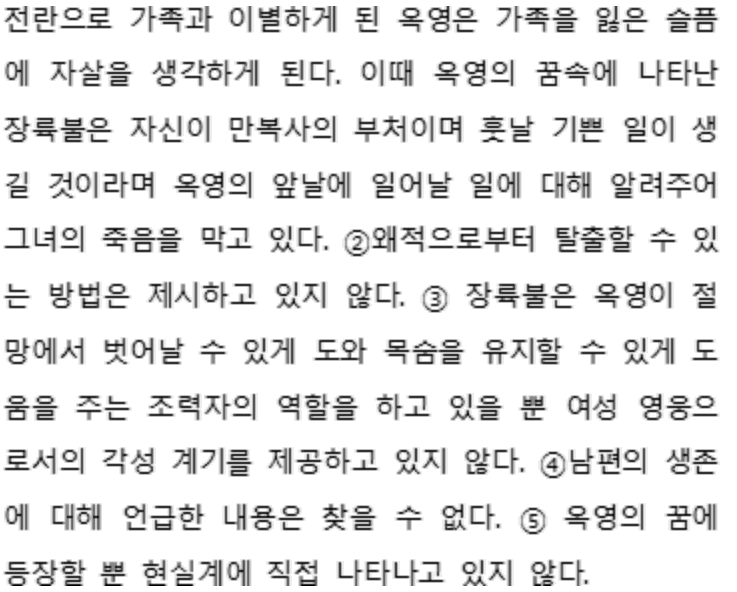 전란으로 가족과 이별하게 된 옥영은 가족을 잃은 슬픔
에 자살을 생각하게 된다. 이때 옥영의 꿈속에 나타난
장륙불은 자신이 만복사의 부처이며 훗날 기쁜 일이 생
길 것이라며 옥영의 앞날에 일어날 일에 대해 알려주어
그녀의 죽음을 막고 있다. ②왜적으로부터 탈출할 수 있
는 방법은 제시하고 있지 않다. ③ 장륙불은 옥영이 절
망에서 벗어날 수 있게 도와 목숨을 유지할 수 있게 도
움을 주는 조력자의 역할을 하고 있을 뿐 여성 영웅으
로서의 각성 계기를 제공하고 있지 않다. ④남편의 생존
에 대해 언급한 내용은 찾을 수 없다. ⑤ 옥영의 꿈에
등장할 뿐 현실계에 직접 나타나고 있지 않다.